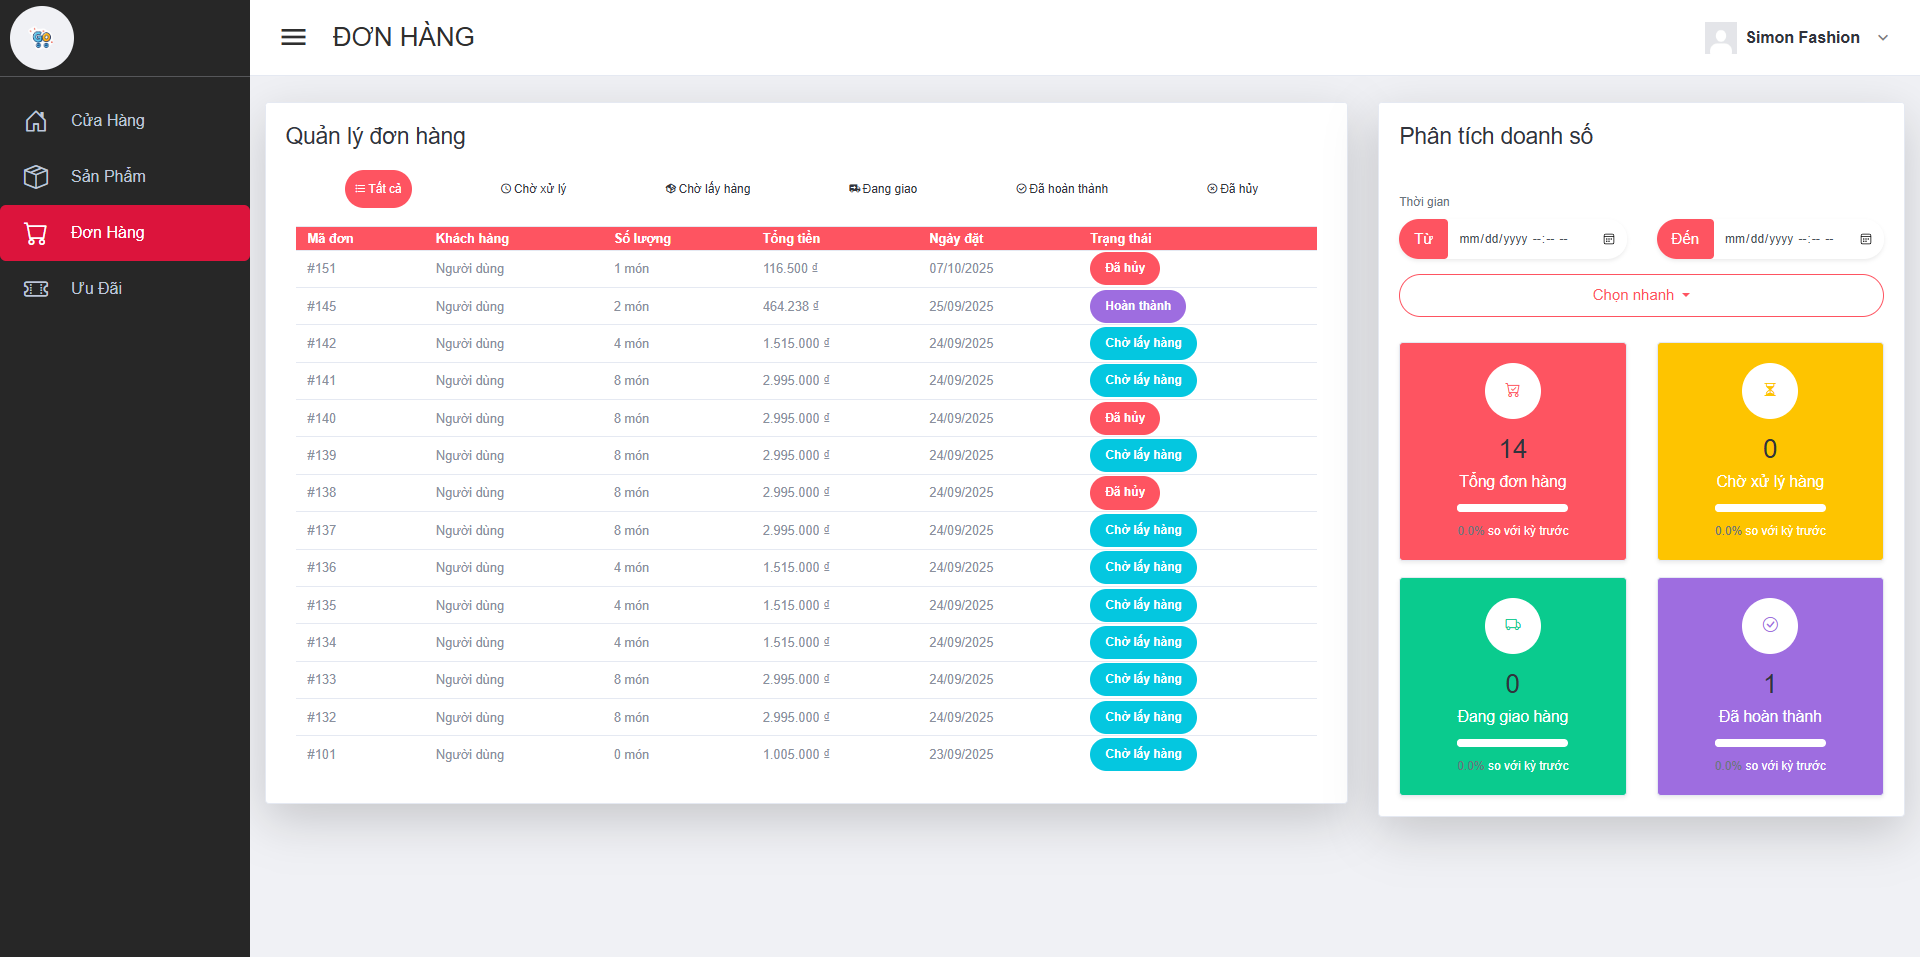 GO
ĐƠN HÀNG
Simon Fashion
Cửa Hàng
Sản Phẩm
Đơn Hàng
Ưu Đãi
Quản lý đơn hàng
Tất cả Chờ xử lý Chờ lấy hàng Đang giao Đã hoàn thành Đã hủy
Mã đơn Khách hàng Số lượng Tổng tiền Ngày đặt Trạng thái
#151 Người dùng 1 món 116.500 ₫ 07/10/2025 Đã hủy
#145 Người dùng 2 món 464.238 ₫ 25/09/2025 Hoàn thành
#142 Người dùng 4 món 1.515.000 ₫ 24/09/2025 Chờ lấy hàng
#141 Người dùng 8 món 2.995.000 ₫ 24/09/2025 Chờ lấy hàng
#140 Người dùng 8 món 2.995.000 ₫ 24/09/2025 Đã hủy
#139 Người dùng 8 món 2.995.000 ₫ 24/09/2025 Chờ lấy hàng
#138 Người dùng 8 món 2.995.000 ₫ 24/09/2025 Đã hủy
#137 Người dùng 8 món 2.995.000 ₫ 24/09/2025 Chờ lấy hàng
#136 Người dùng 4 món 1.515.000 ₫ 24/09/2025 Chờ lấy hàng
#135 Người dùng 4 món 1.515.000 ₫ 24/09/2025 Chờ lấy hàng
#134 Người dùng 4 món 1.515.000 ₫ 24/09/2025 Chờ lấy hàng
#133 Người dùng 8 món 2.995.000 ₫ 24/09/2025 Chờ lấy hàng
#132 Người dùng 8 món 2.995.000 ₫ 24/09/2025 Chờ lấy hàng
#101 Người dùng 0 món 1.005.000 ₫ 23/09/2025 Chờ lấy hàng
Phân tích doanh số
Thời gian
Từ mm/dd/yyyy --:-- -- Đến mm/dd/yyyy --:-- --
Chọn nhanh
14
Tổng đơn hàng
0.0% so với kỳ trước
0
Chờ xử lý hàng
0.0% so với kỳ trước
0
Đang giao hàng
0.0% so với kỳ trước
1
Đã hoàn thành
0.0% so với kỳ trước